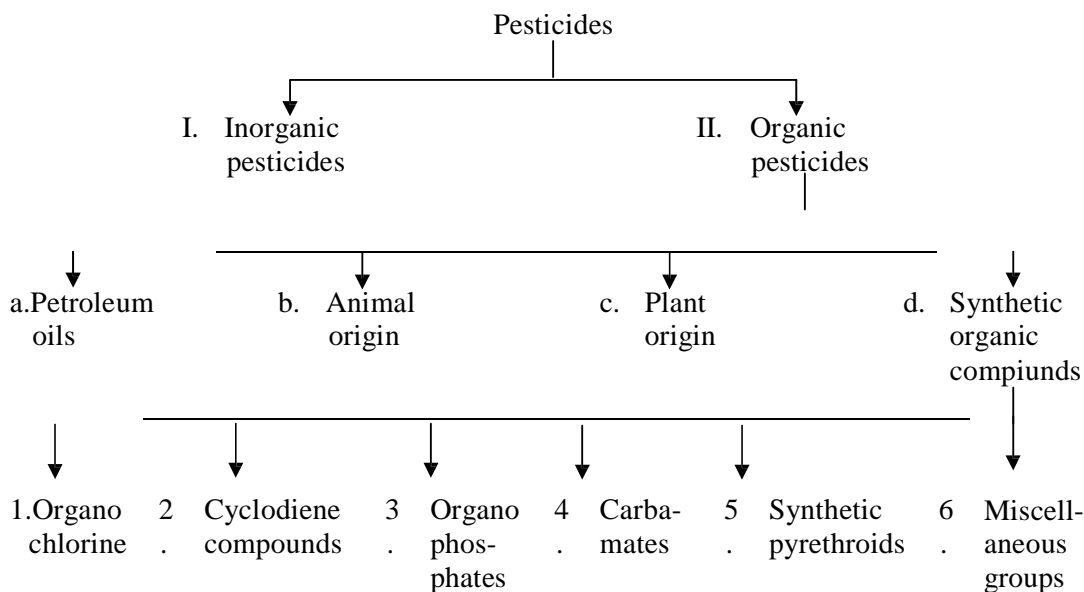 Pesticides
I. Inorganic
pesticides
II. Organic
pesticides
a.Petroleum
oils
b. Animal
origin
c. Plant
origin
d. Synthetic
organic
compiunds
1.Organo
chlorine
2 Cyclodiene
. compounds
3 Organo
. phos-
phates
4 Carba-
. mates
5 Synthetic
. pyrethroids
6 Miscell-
. aneous
groups